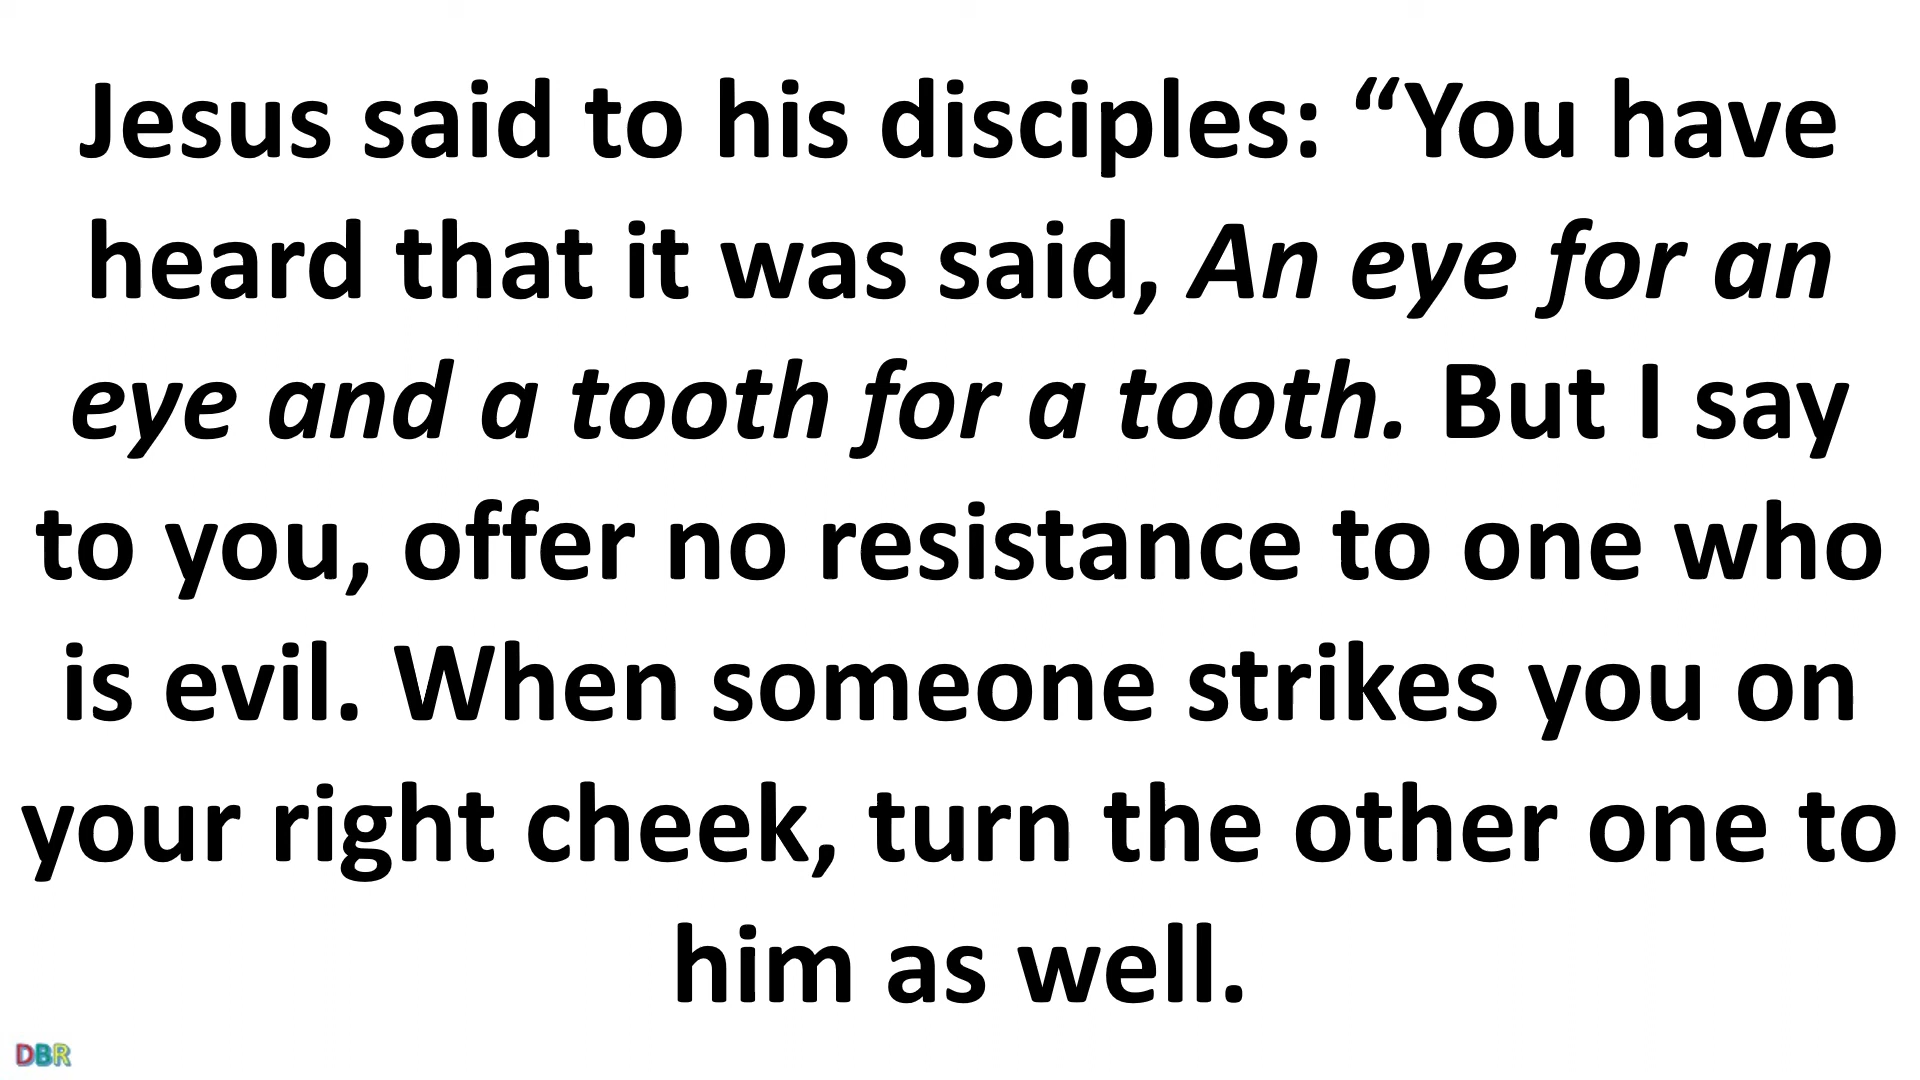 Jesus said to his disciples: “You have
heard that it was said, An eye for an
eye and a tooth for a tooth. But I say
to you, offer no resistance to one who
is evil. When someone strikes you on
your right cheek, turn the other one to
him as well.
DBR